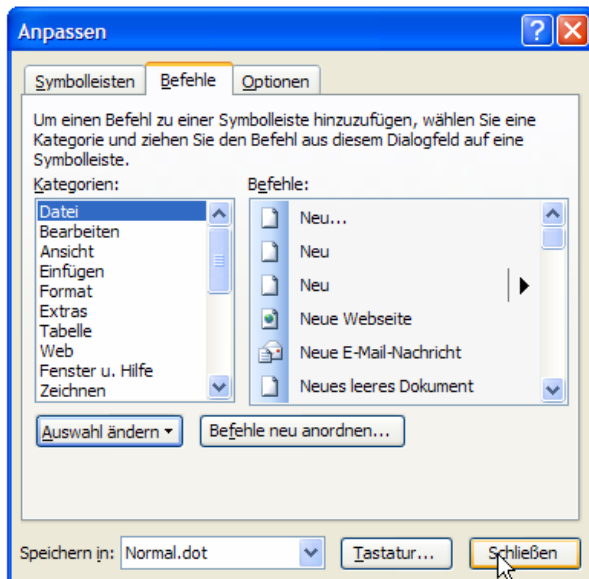 Anpassen
Symbolleisten Befehle Optionen
Um einen Befehl zu einer Symbolleiste hinzuzufügen, wählen Sie eine
Kategorie und ziehen Sie den Befehl aus diesem Dialogfeld auf eine
Symbolleiste.
Kategorien:
Datei
Bearbeiten
Ansicht
Einfügen
Format
Extras
Tabelle
Web
Fenster u. Hilfe
Zeichnen
Befehle:
Neu...
Neu
Neu
Neue Webseite
Neue E-Mail-Nachricht
Neues leeres Dokument
Auswahl ändern
Befehle neu anordnen...
Speichern in: Normal.dot
Tastatur...
Schließen